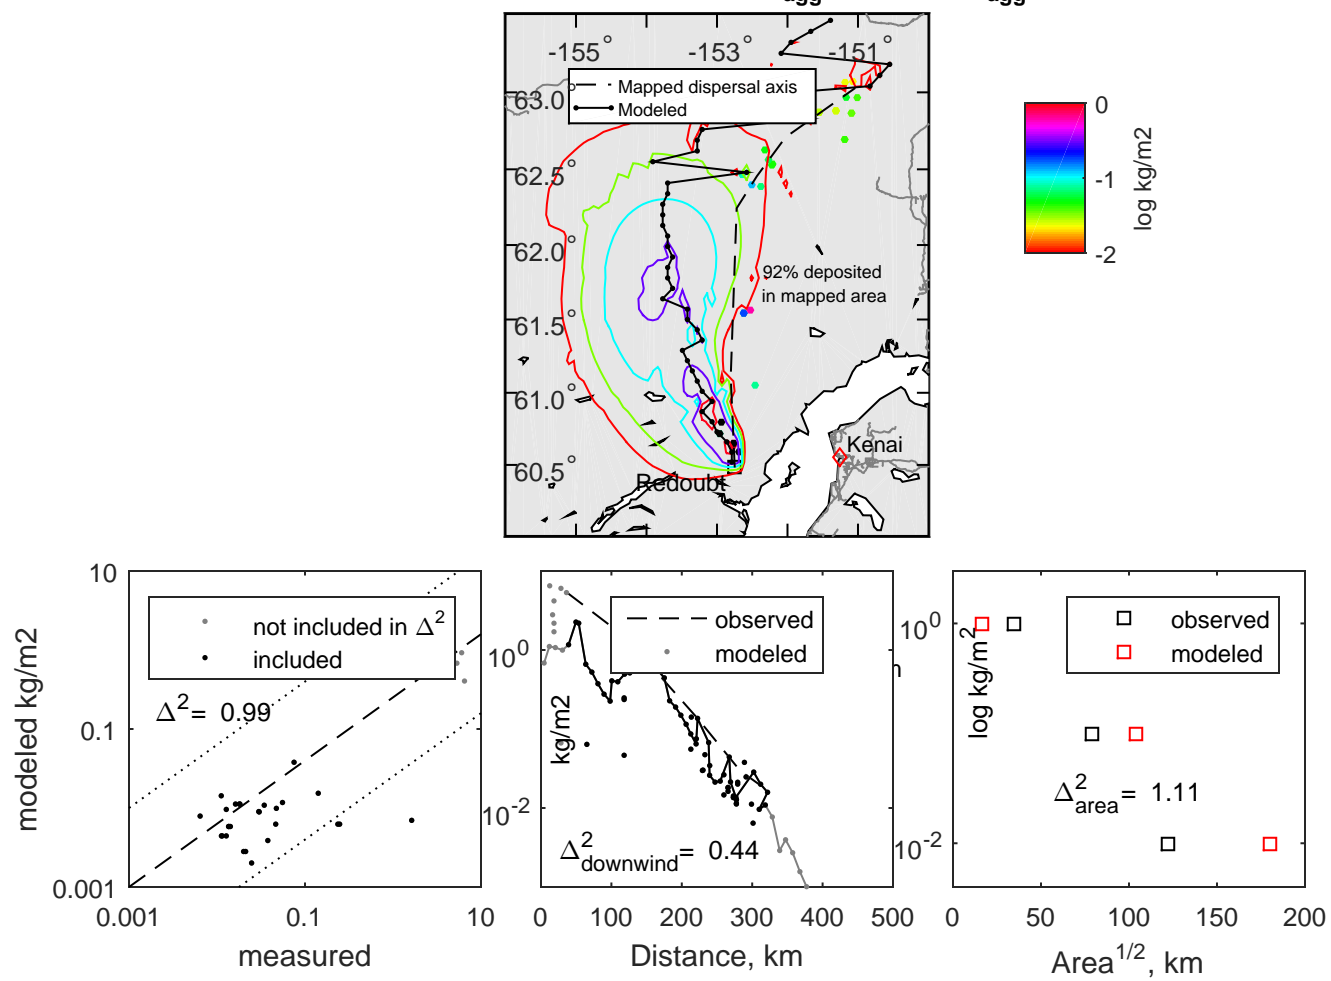 agg agg
-155° -153° -151°
Mapped dispersal axis
Modeled
63.0°
62.5°
62.0°
61.5°
61.0°
60.5°
92% deposited
in mapped area
Kenai
Redoubt
0
-1
-2
log kg/m2
10
0.1
0.001
modeled kg/m2
not included in Δ²
included
Δ²= 0.99
0.001 0.1 10
measured
10⁰
10⁻²
kg/m2
observed
modeled
Δ²downwind= 0.44
0 100 200 300 400 500
Distance, km
10⁰
10⁻²
log kg/m²
observed
modeled
Δ²area= 1.11
0 50 100 150 200
Area¹/², km